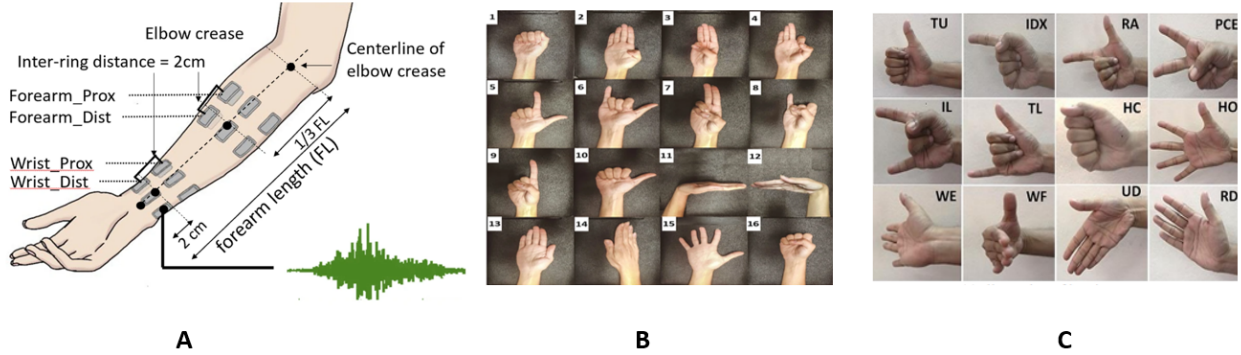 Elbow crease
Inter-ring distance = 2cm
Centerline of
elbow crease
Forearm_Prox
Forearm_Dist
Wrist_Prox
Wrist_Dist
1/3 FL
forearm length (FL)
2 cm
A
1 2 3 4
5 6 7 8
9 10 11 12
13 14 15 16
B
TU IDX RA PCE
IL TL HC HO
WE WF UD RD
C